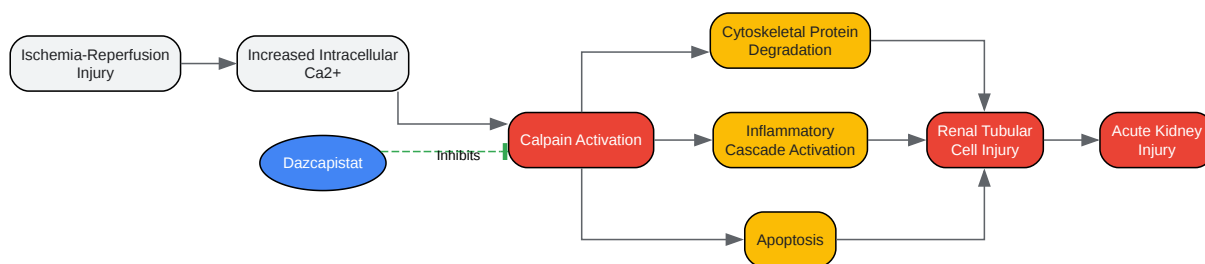 Ischemia-Reperfusion
Injury
Increased Intracellular
Ca2+
Dazcapistat
Inhibits
Calpain Activation
Cytoskeletal Protein
Degradation
Inflammatory
Cascade Activation
Apoptosis
Renal Tubular
Cell Injury
Acute Kidney
Injury